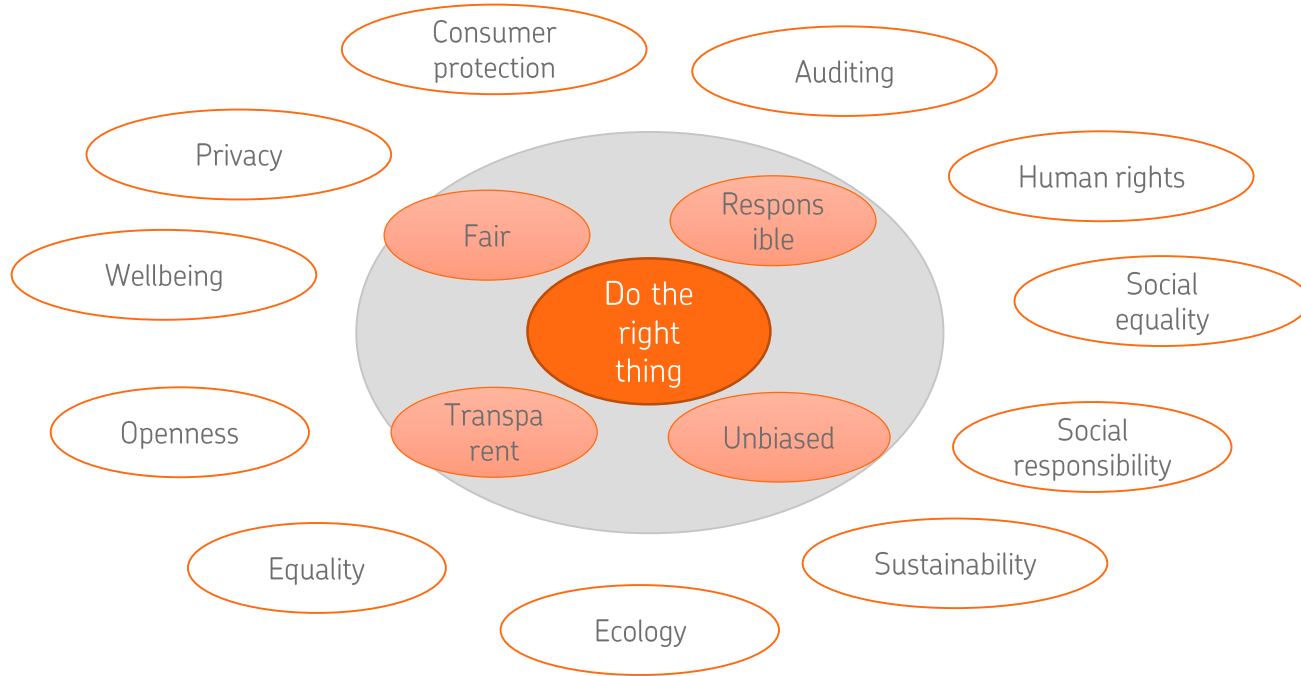 Consumer
protection
Auditing
Privacy
Human rights
Fair
Respons
ible
Wellbeing
Do the
right
thing
Social
equality
Openness
Transpa
rent
Unbiased
Social
responsibility
Equality
Sustainability
Ecology